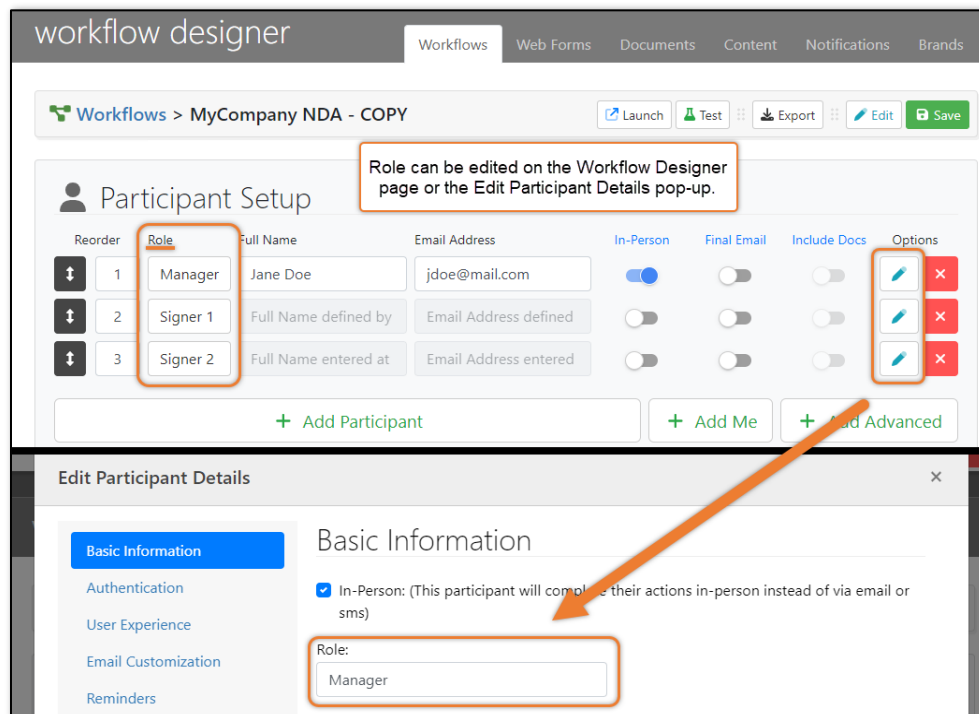 workflow designer
Workflows Web Forms Documents Content Notifications Brands
Workflows > MyCompany NDA - COPY
Launch Test Export Edit Save
Role can be edited on the Workflow Designer
page or the Edit Participant Details pop-up.
Participant Setup
Reorder Role Full Name Email Address In-Person Final Email Include Docs Options
1 Manager Jane Doe jdoe@mail.com
2 Signer 1 Full Name defined by Email Address defined
3 Signer 2 Full Name entered at Email Address entered
+ Add Participant + Add Me + Add Advanced
Edit Participant Details ×
Basic Information
Authentication
User Experience
Email Customization
Reminders
Basic Information
In-Person: (This participant will complete their actions in-person instead of via email or
sms)
Role:
Manager